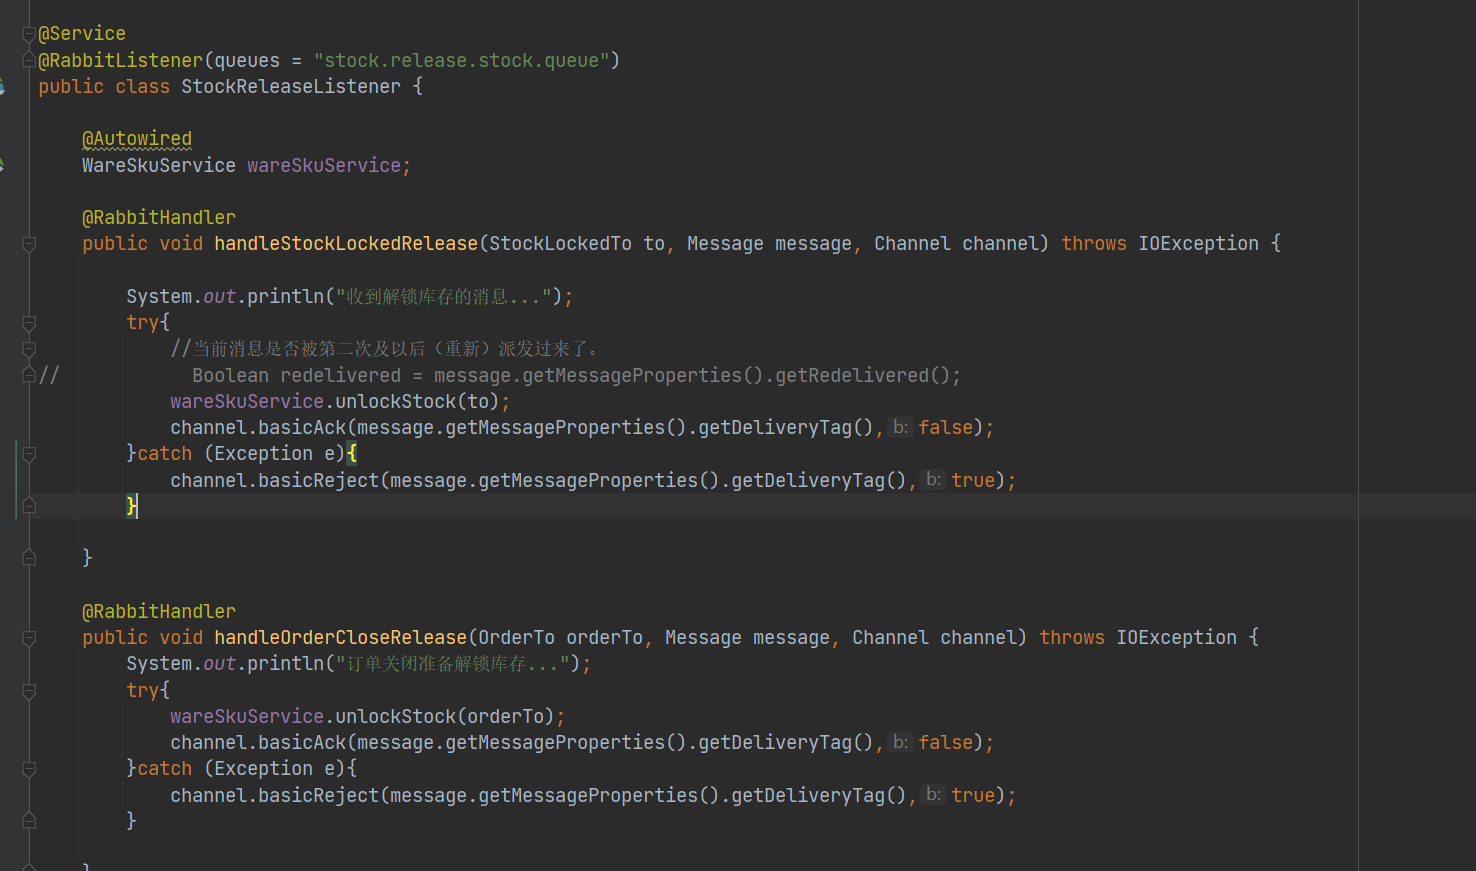 @Service
@RabbitListener(queues = "stock.release.stock.queue")
public class StockReleaseListener {
@Autowired
WareSkuService wareSkuService;
@RabbitHandler
public void handleStockLockedRelease(StockLockedTo to, Message message, Channel channel) throws IOException {
System.out.println("收到解锁库存的消息...");
try{
//当前消息是否被第二次及以后（重新）派发过来了。
// Boolean redelivered = message.getMessageProperties().getRedelivered();
wareSkuService.unlockStock(to);
channel.basicAck(message.getMessageProperties().getDeliveryTag(), b: false);
}catch (Exception e){
channel.basicReject(message.getMessageProperties().getDeliveryTag(), b: true);
}
}
@RabbitHandler
public void handleOrderCloseRelease(OrderTo orderTo, Message message, Channel channel) throws IOException {
System.out.println("订单关闭准备解锁库存...");
try{
wareSkuService.unlockStock(orderTo);
channel.basicAck(message.getMessageProperties().getDeliveryTag(), b: false);
}catch (Exception e){
channel.basicReject(message.getMessageProperties().getDeliveryTag(), b: true);
}
}